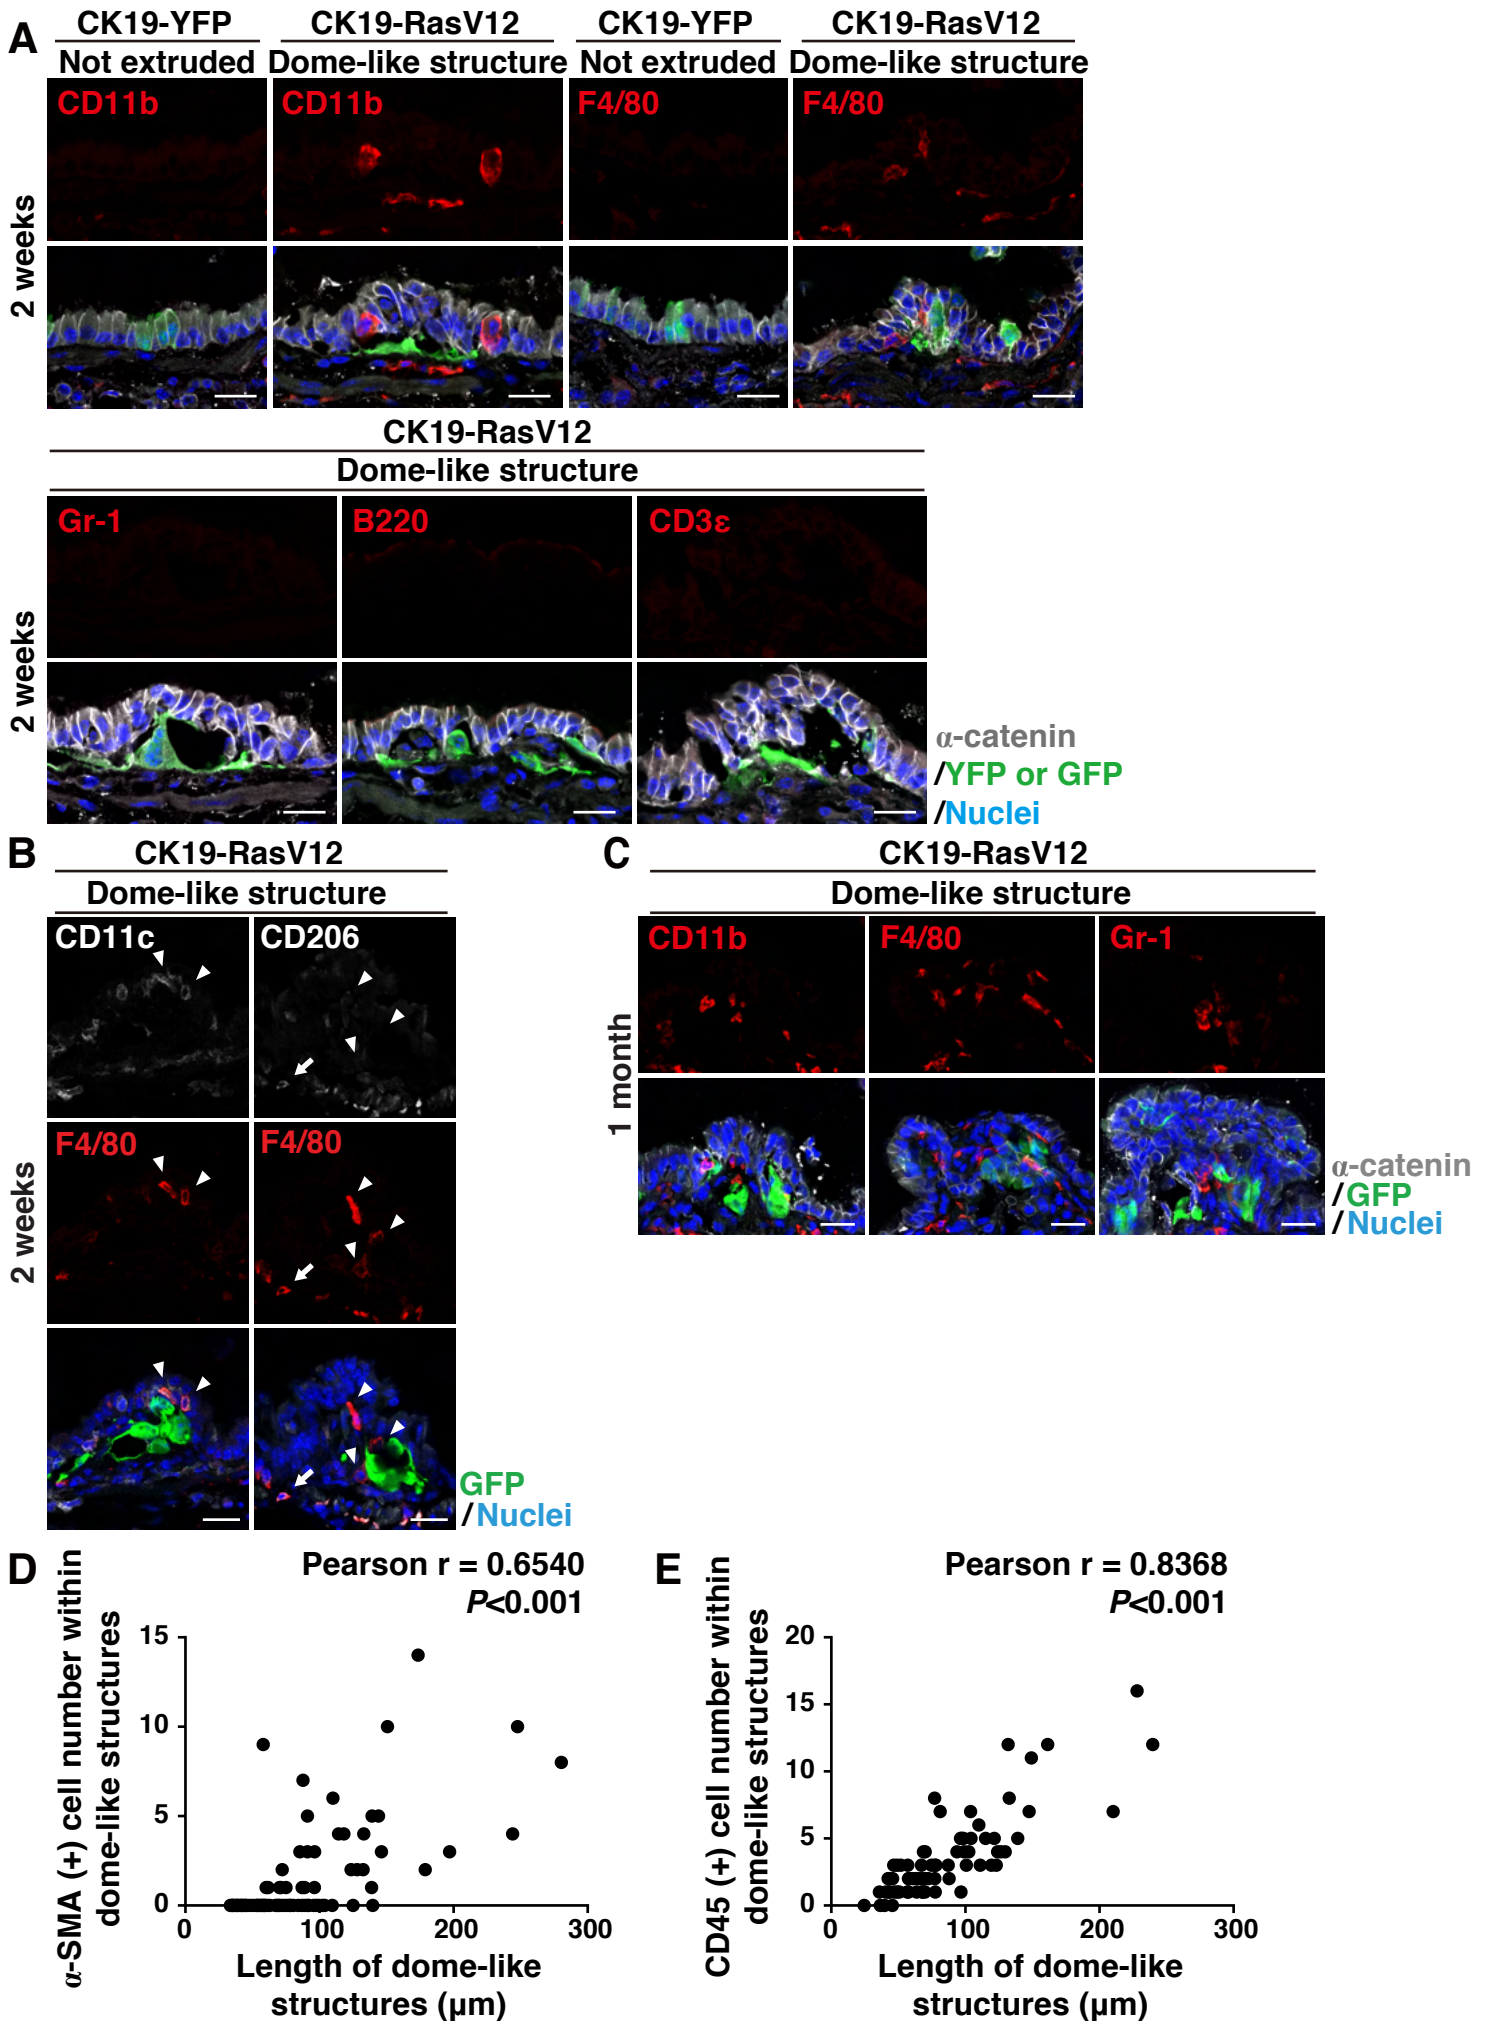 A
CK19-YFP CK19-RasV12 CK19-YFP CK19-RasV12
Not extruded Dome-like structure Not extruded Dome-like structure
CD11b CD11b F4/80 F4/80
2 weeks
CK19-RasV12
Dome-like structure
Gr-1 B220 CD3ε
2 weeks
α-catenin
/YFP or GFP
/Nuclei
B
CK19-RasV12
Dome-like structure
CD11c CD206
F4/80 F4/80
2 weeks
GFP
/Nuclei
C
CK19-RasV12
Dome-like structure
CD11b F4/80 Gr-1
1 month
α-catenin
/GFP
/Nuclei
D
Pearson r = 0.6540
P<0.001
α-SMA (+) cell number within
dome-like structures
15
10
5
0
0 100 200 300
Length of dome-like
structures (µm)
E
Pearson r = 0.8368
P<0.001
CD45 (+) cell number within
dome-like structures
20
15
10
5
0
0 100 200 300
Length of dome-like
structures (µm)